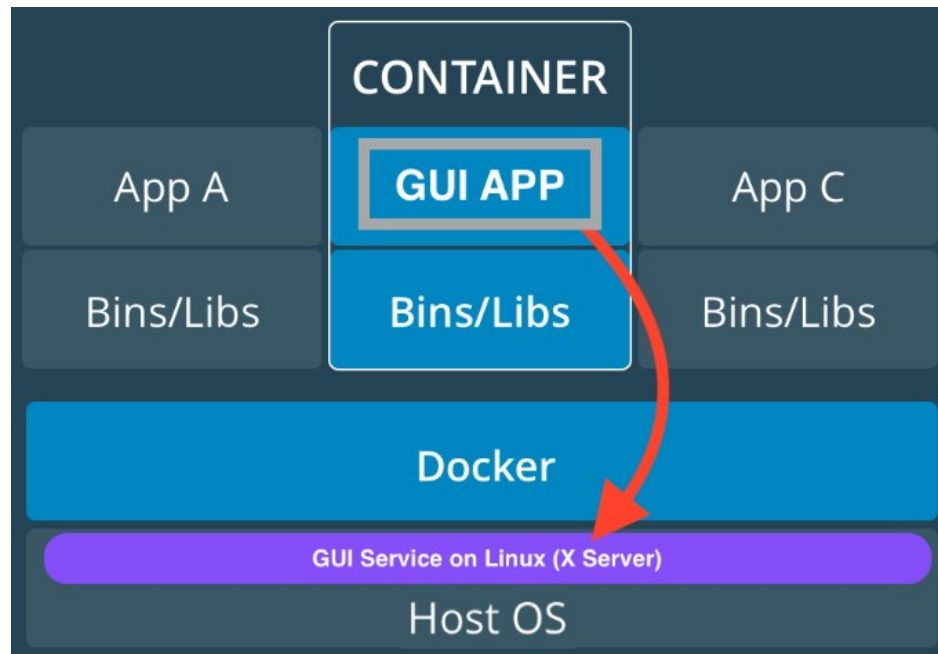 CONTAINER
App A
GUI APP
App C
Bins/Libs
Bins/Libs
Bins/Libs
Docker
GUI Service on Linux (X Server)
Host OS